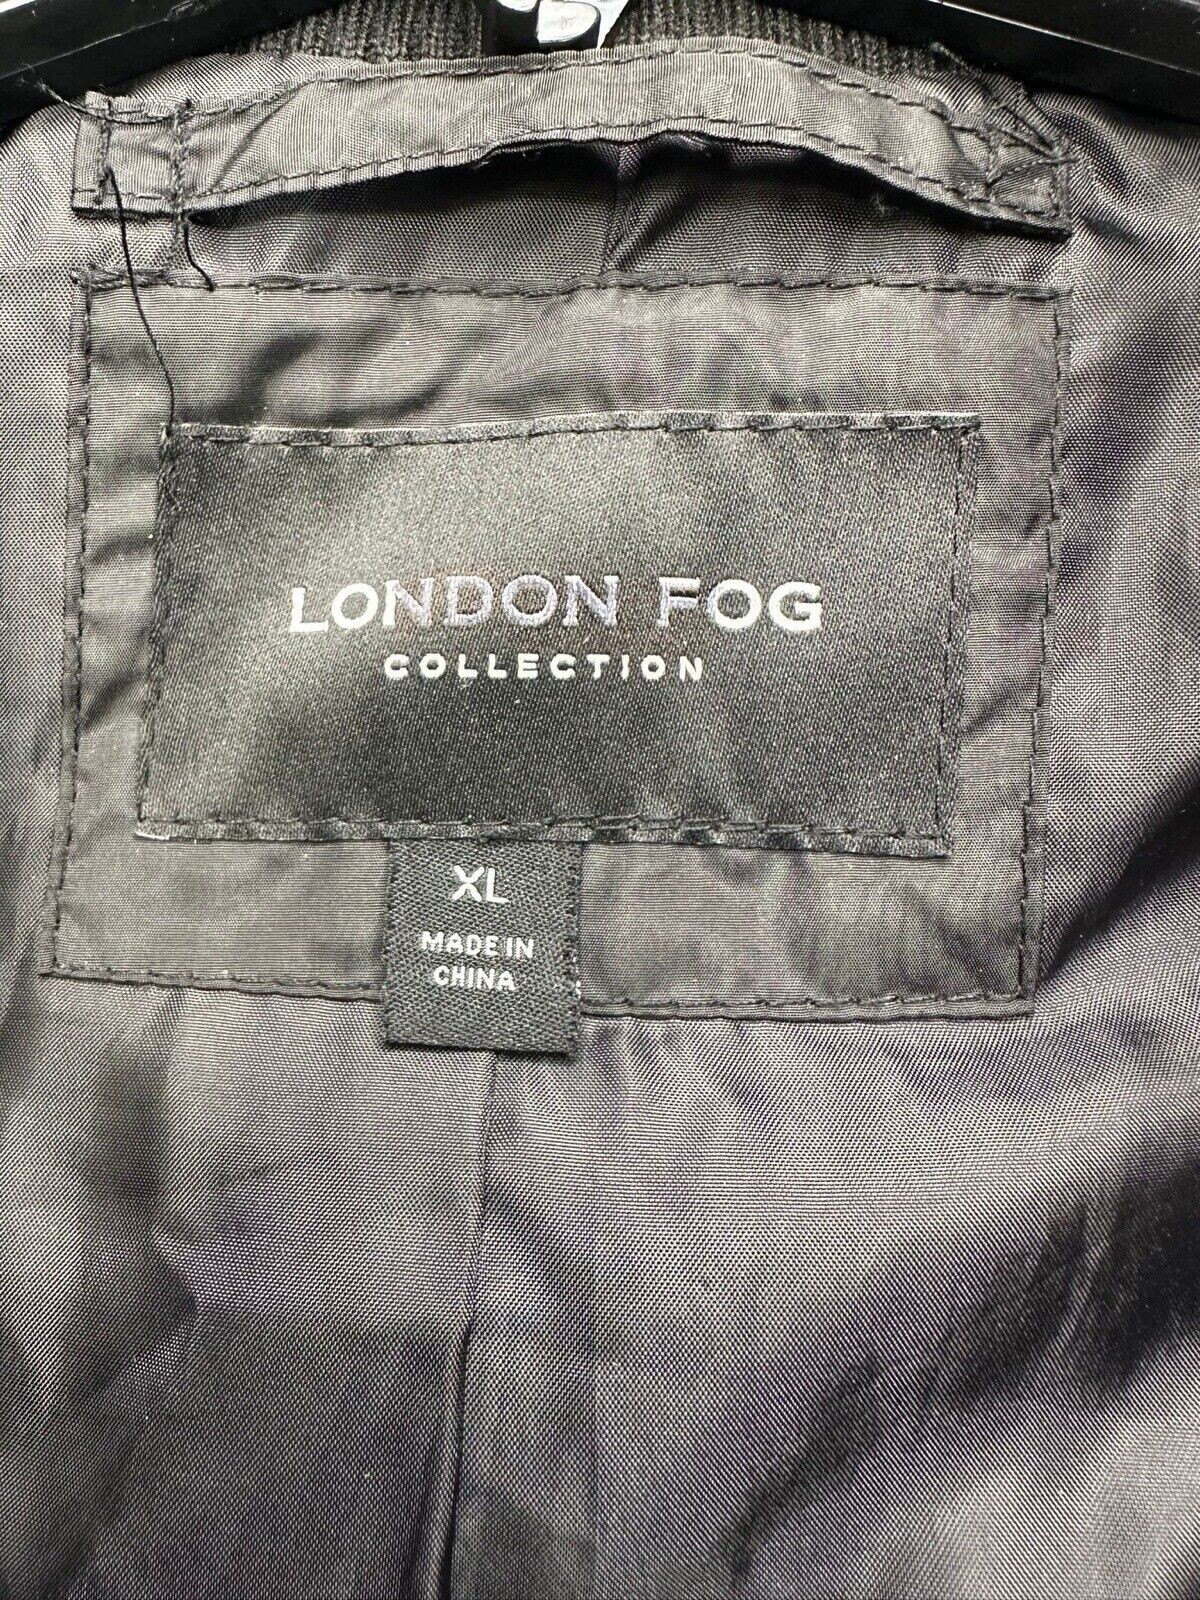 LONDON FOG
COLLECTION
XL
MADE IN
CHINA